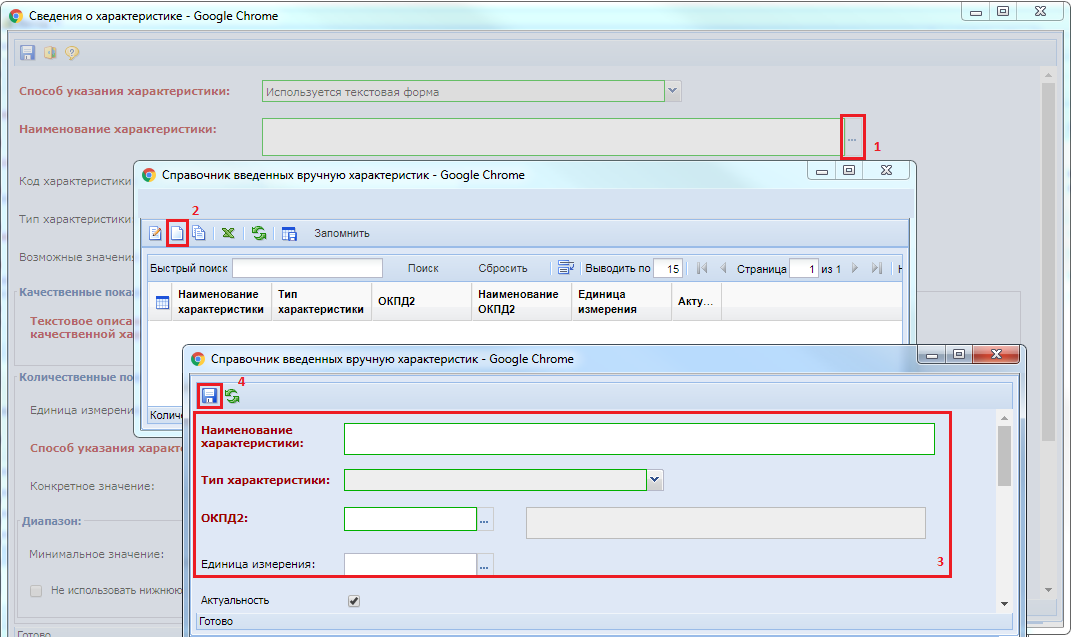 Сведения о характеристике - Google Chrome
Способ указания характеристики: Используется текстовая форма
Наименование характеристики: ... 1
Справочник введенных вручную характеристик - Google Chrome
Код характеристики
Тип характеристики
2
Запомнить
Возможные значени
Быстрый поиск Поиск Сбросить Выводить по 15 Страница 1 из 1
Качественные пока
Наименование характеристики Тип характеристики ОКПД2 Наименование ОКПД2 Единица измерения Акту...
Текстовое описа
качественной ха
Справочник введенных вручную характеристик - Google Chrome
Количественные по
4
Единица измерени
Количе
Наименование
характеристики:
Способ указания характ
Тип характеристики:
Конкретное значение:
ОКПД2: ...
Диапазон:
Минимальное значение:
Единица измерения: ... 3
Не использовать нижнюю
Актуальность
Готово
Готово